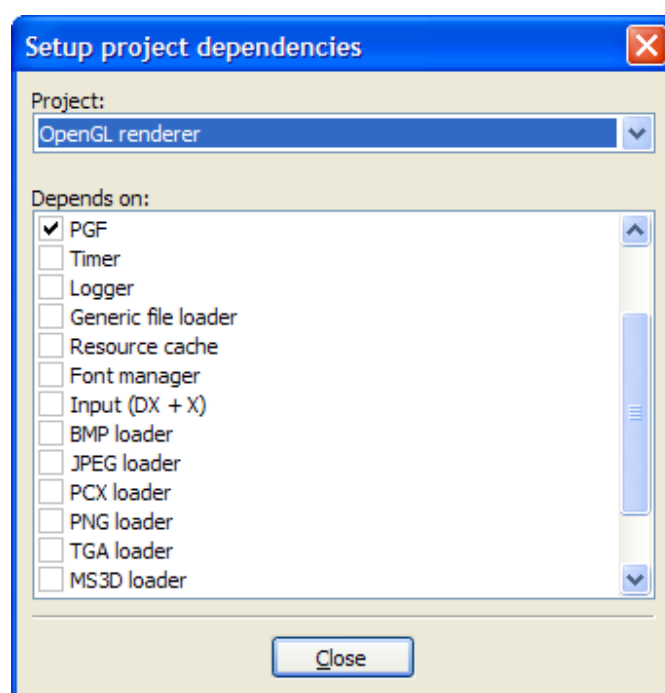 Setup project dependencies
Project:
OpenGL renderer
Depends on:
PGF
Timer
Logger
Generic file loader
Resource cache
Font manager
Input (DX + X)
BMP loader
JPEG loader
PCX loader
PNG loader
TGA loader
MS3D loader
Close